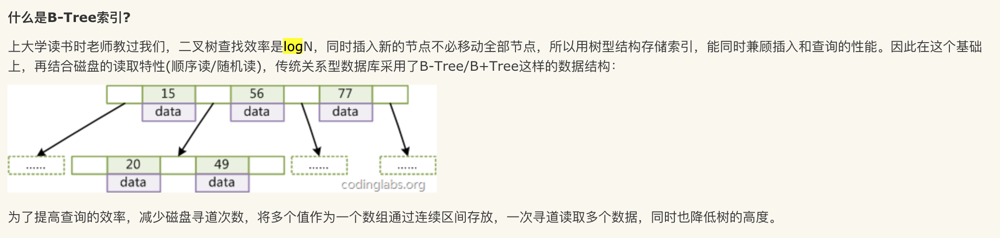 什么是B-Tree索引?
上大学读书时老师教过我们，二叉树查找效率是logN，同时插入新的节点不必移动全部节点，所以用树型结构存储索引，能同时兼顾插入和查询的性能。因此在这个基础
上，再结合磁盘的读取特性(顺序读/随机读)，传统关系型数据库采用了B-Tree/B+Tree这样的数据结构：
15 56 77
data data data
...... 20 49 ...... ......
data data
codinglabs.org
为了提高查询的效率，减少磁盘寻道次数，将多个值作为一个数组通过连续区间存放，一次寻道读取多个数据，同时也降低树的高度。